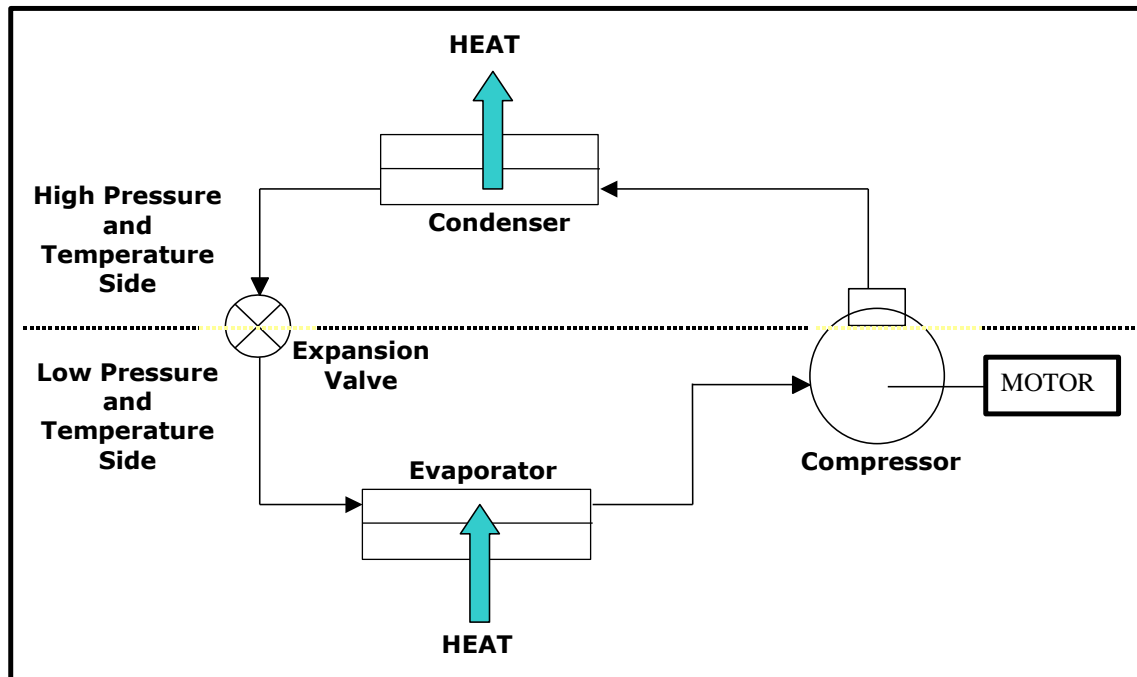 HEAT
High Pressure
and
Temperature
Side
Condenser
Expansion
Valve
Low Pressure
and
Temperature
Side
MOTOR
Compressor
Evaporator
HEAT